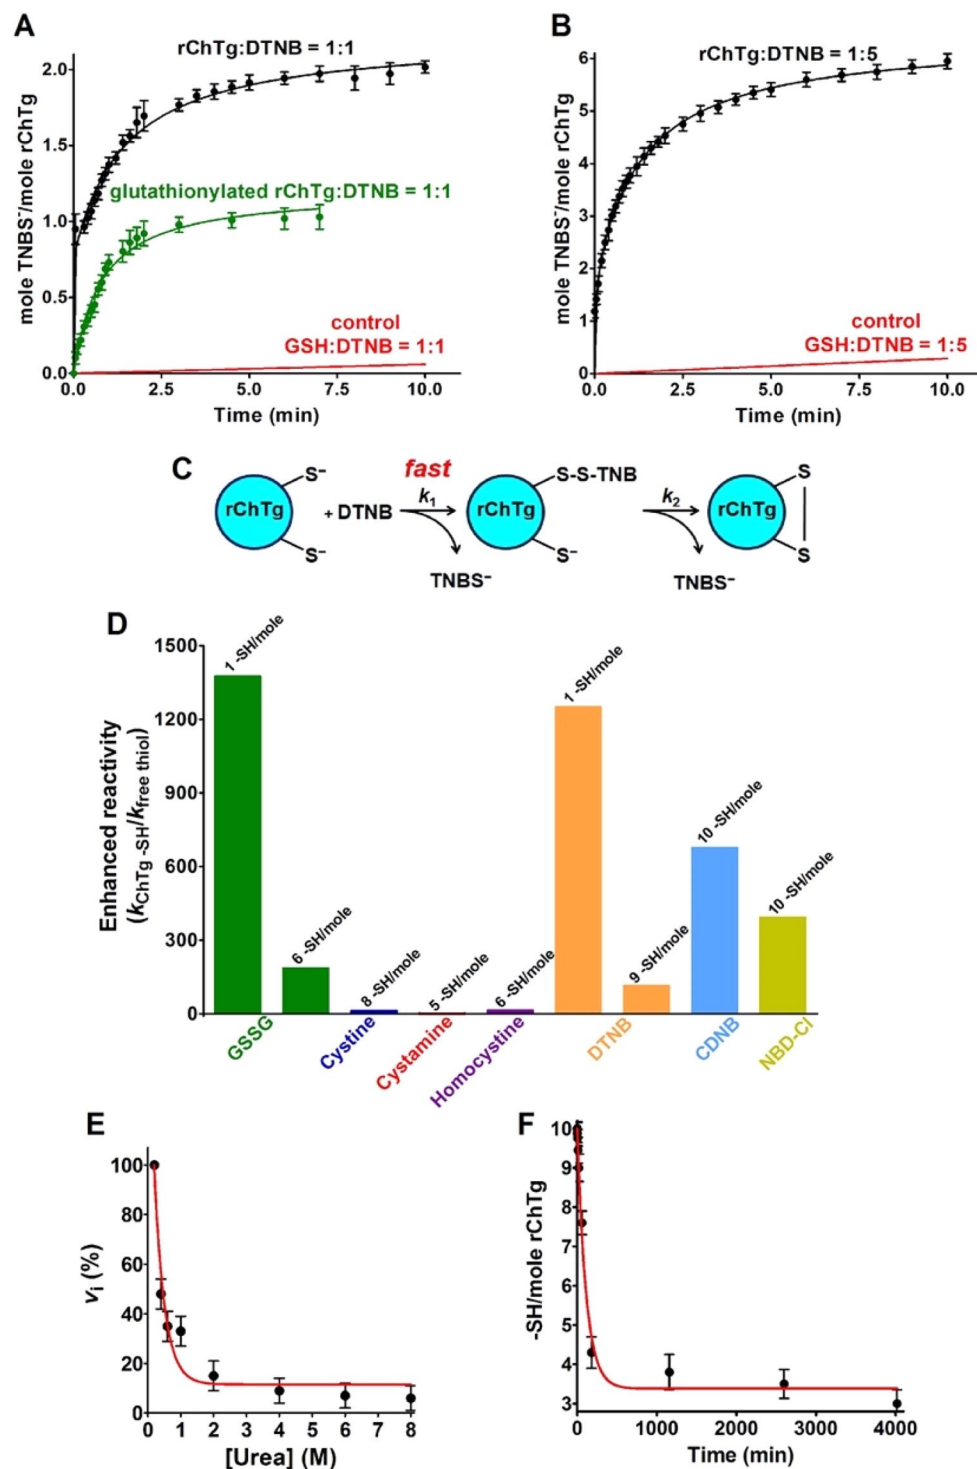 A
rChTg:DTNB = 1:1
mole TNBS⁻/mole rChTg
2.0
1.5
1.0
0.5
0.0
glutathionylated rChTg:DTNB = 1:1
control
GSH:DTNB = 1:1
0.0 2.5 5.0 7.5 10.0
Time (min)
B
rChTg:DTNB = 1:5
mole TNBS⁻/mole rChTg
6
5
4
3
2
1
0
control
GSH:DTNB = 1:5
0.0 2.5 5.0 7.5 10.0
Time (min)
C
rChTg
S⁻
S⁻
+ DTNB
fast
k₁
TNBS⁻
rChTg
S-S-TNB
S⁻
k₂
TNBS⁻
rChTg
S
S
D
Enhanced reactivity
(kChTg -SH/kfree thiol)
1500
1200
900
600
300
0
1 -SH/mole
6 -SH/mole
8 -SH/mole
5 -SH/mole
6 -SH/mole
1 -SH/mole
9 -SH/mole
10 -SH/mole
10 -SH/mole
GSSG
Cystine
Cystamine
Homocystine
DTNB
CDNB
NBD-Cl
E
vi (%)
100
80
60
40
20
0
0 1 2 3 4 5 6 7 8
[Urea] (M)
F
-SH/mole rChTg
10
9
8
7
6
5
4
3
0 1000 2000 3000 4000
Time (min)